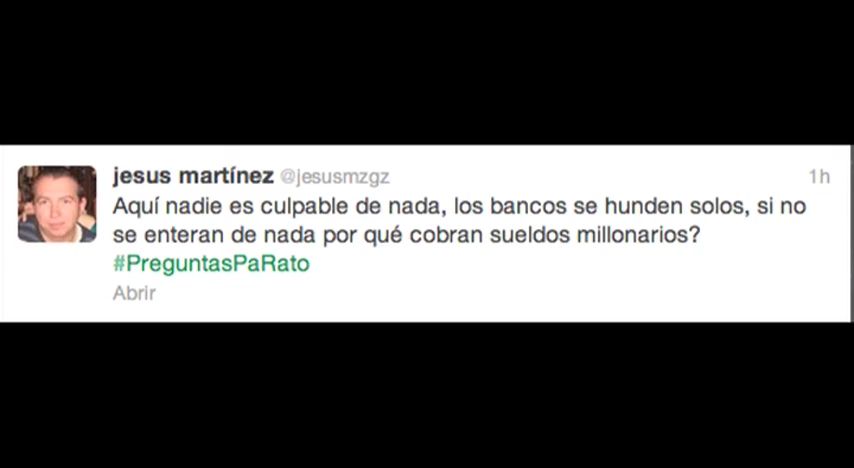 jesus martínez @jesusmzgz 1h
Aquí nadie es culpable de nada, los bancos se hunden solos, si no
se enteran de nada por qué cobran sueldos millonarios?
#PreguntasPaRato
Abrir